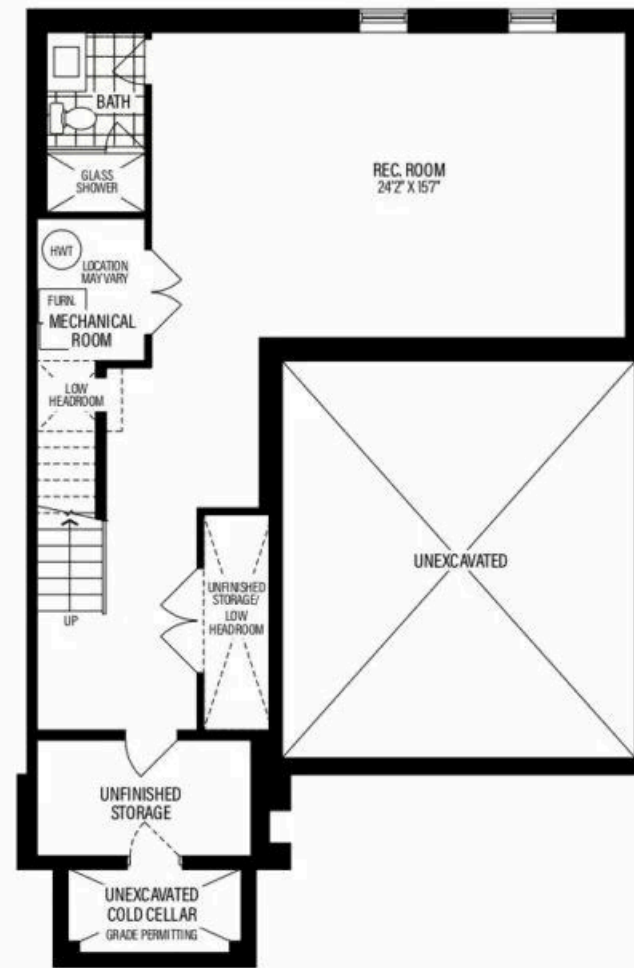 BATH
GLASS
SHOWER
REC. ROOM
24'2" X 15'7"
HWT
LOCATION
MAY VARY
FURN.
MECHANICAL
ROOM
LOW
HEADROOM
UP
UNFINISHED
STORAGE/
LOW
HEADROOM
UNEXCAVATED
UNFINISHED
STORAGE
UNEXCAVATED
COLD CELLAR
GRADE PERMITTING